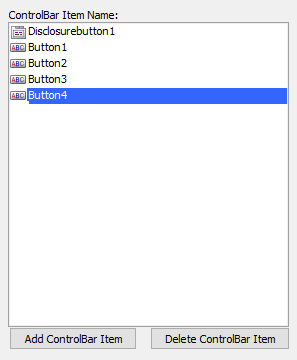 ControlBar Item Name:
Disclosurebutton1
ABC Button1
ABC Button2
ABC Button3
ABC Button4
Add ControlBar Item Delete ControlBar Item